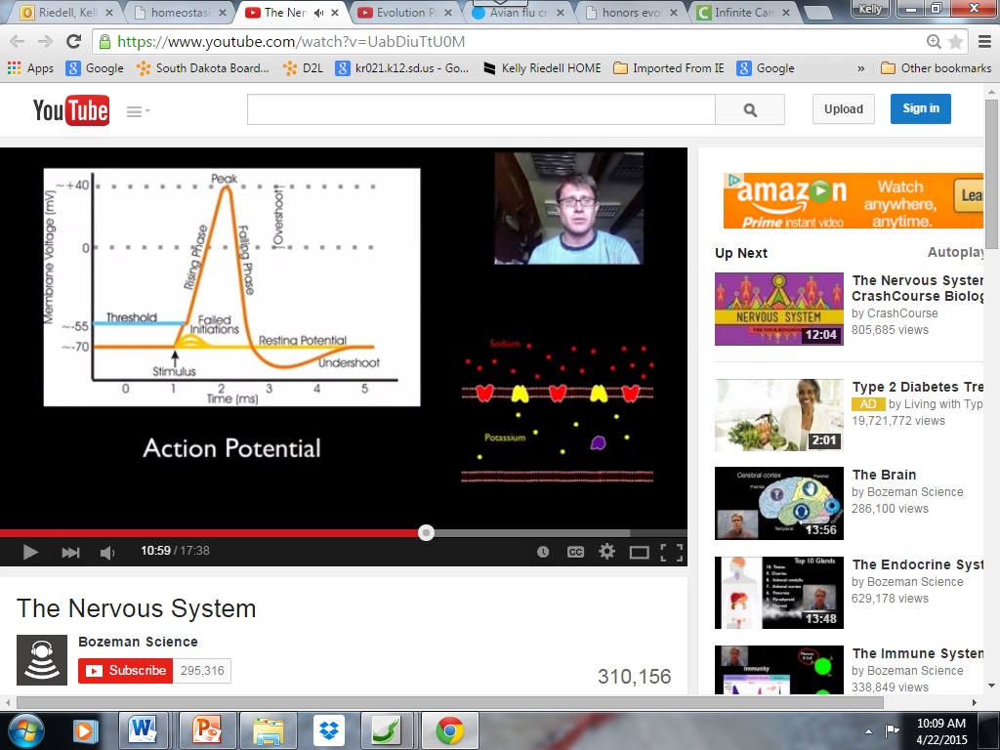 Riedell, Kell
homeostasi
The Ner
Evolution P
Avian flu cr
honors evol
Infinite Cam
Kelly
https://www.youtube.com/watch?v=UabDiuTtU0M
Apps
Google
South Dakota Board...
D2L
kr021.k12.sd.us - Go...
Kelly Riedell HOME
Imported From IE
Google
»
Other bookmarks
YouTube
Upload
Sign in
~+40
0
~-55
~-70
Membrane Voltage (mV)
Peak
Overshoot
Rising Phase
Falling Phase
Threshold
Failed
Initiations
Resting Potential
Stimulus
Undershoot
0 1 2 3 4 5
Time (ms)
Action Potential
Sodium
Potassium
10:59 / 17:38
CC
The Nervous System
Bozeman Science
Subscribe 295,316
310,156
amazon
Prime instant video
Watch
anywhere,
anytime.
Lea
Up Next
Autoplay
NERVOUS SYSTEM
12:04
The Nervous System
CrashCourse Biolog
by CrashCourse
805,685 views
2:01
Type 2 Diabetes Tre
AD by Living with Typ
19,721,772 views
Cerebral cortex
13:56
The Brain
by Bozeman Science
286,100 views
Top 10 Glands
13:48
The Endocrine Syst
by Bozeman Science
629,178 views
Immunity
The Immune System
by Bozeman Science
338,849 views
10:09 AM
4/22/2015